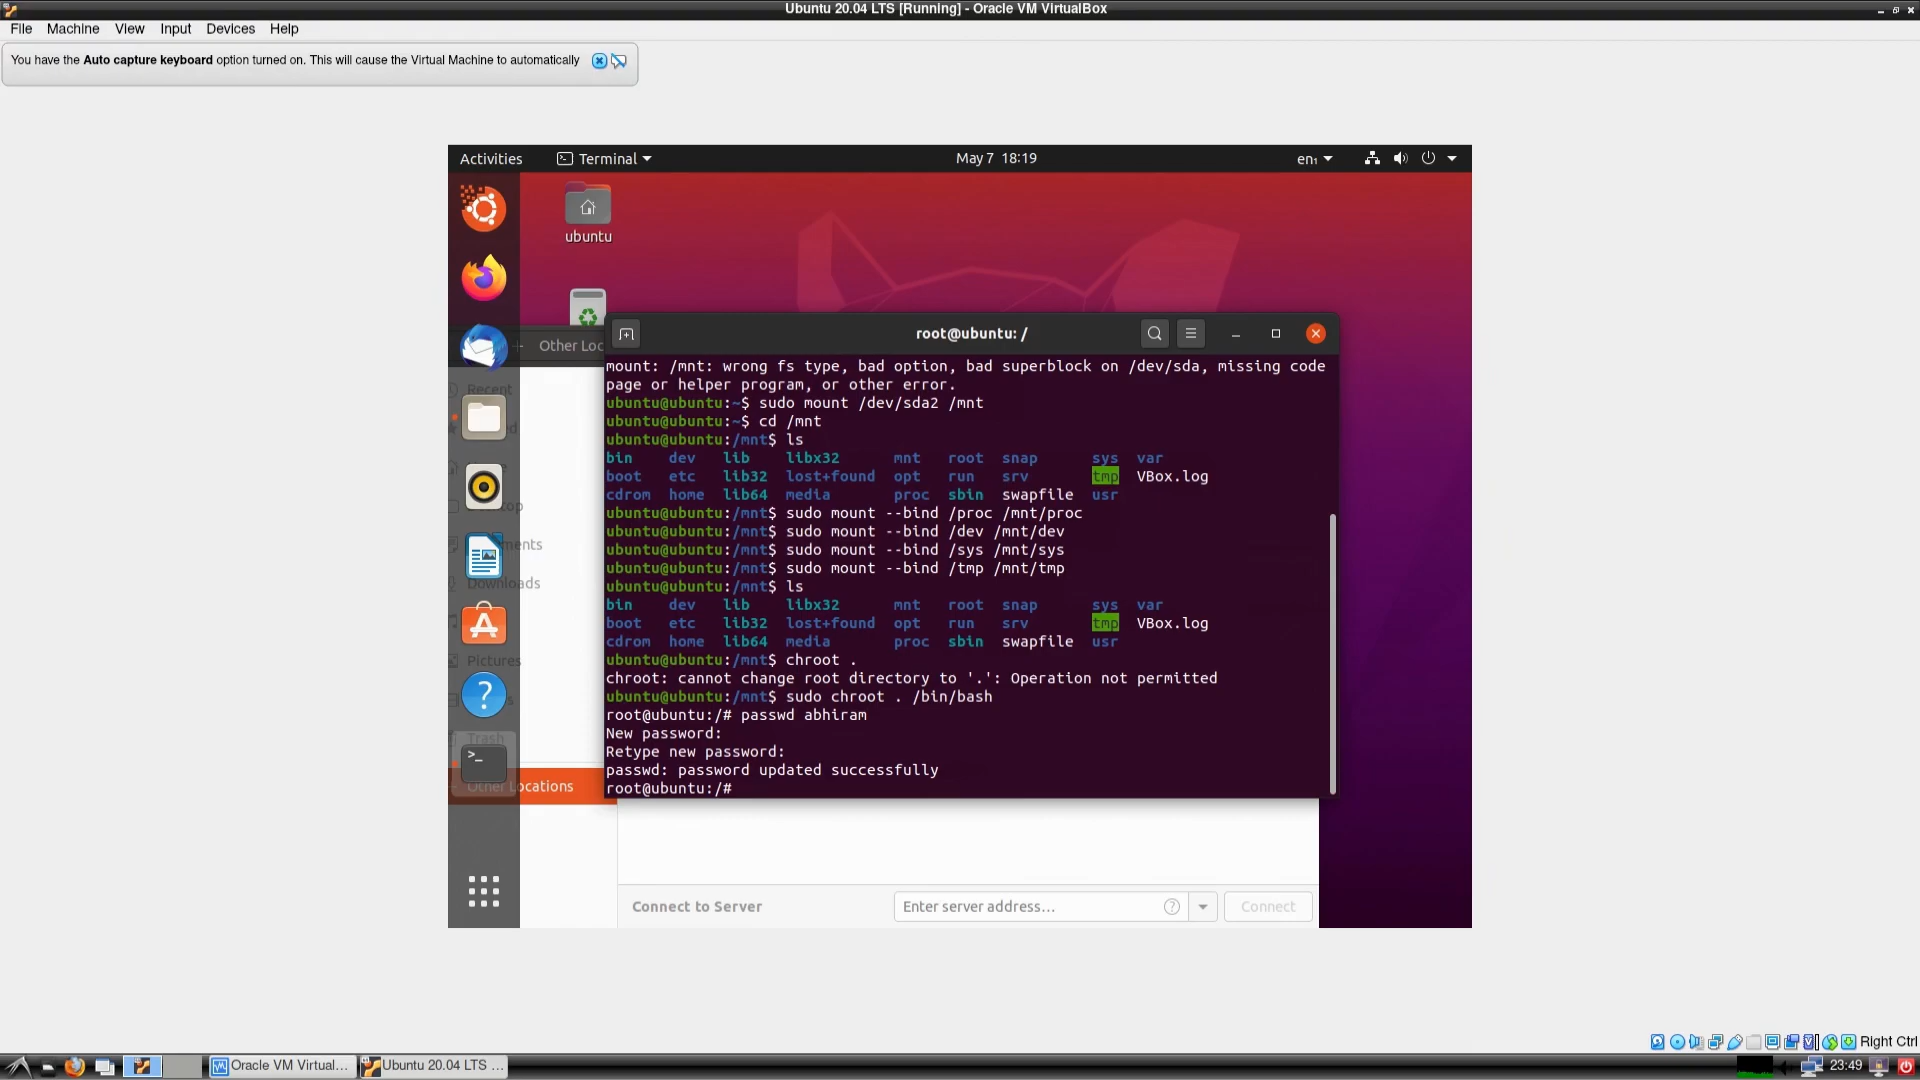 Ubuntu 20.04 LTS [Running] - Oracle VM VirtualBox
File Machine View Input Devices Help
You have the Auto capture keyboard option turned on. This will cause the Virtual Machine to automatically
Activities Terminal May 7 18:19 en₁
ubuntu
Other Loc
root@ubuntu: /
mount: /mnt: wrong fs type, bad option, bad superblock on /dev/sda, missing code
page or helper program, or other error.
ubuntu@ubuntu:~$ sudo mount /dev/sda2 /mnt
ubuntu@ubuntu:~$ cd /mnt
ubuntu@ubuntu:/mnt$ ls
bin dev lib libx32 mnt root snap sys var
boot etc lib32 lost+found opt run srv tmp VBox.log
cdrom home lib64 media proc sbin swapfile usr
ubuntu@ubuntu:/mnt$ sudo mount --bind /proc /mnt/proc
ubuntu@ubuntu:/mnt$ sudo mount --bind /dev /mnt/dev
ubuntu@ubuntu:/mnt$ sudo mount --bind /sys /mnt/sys
ubuntu@ubuntu:/mnt$ sudo mount --bind /tmp /mnt/tmp
ubuntu@ubuntu:/mnt$ ls
bin dev lib libx32 mnt root snap sys var
boot etc lib32 lost+found opt run srv tmp VBox.log
cdrom home lib64 media proc sbin swapfile usr
ubuntu@ubuntu:/mnt$ chroot .
chroot: cannot change root directory to '.': Operation not permitted
ubuntu@ubuntu:/mnt$ sudo chroot . /bin/bash
root@ubuntu:/# passwd abhiram
New password:
Retype new password:
passwd: password updated successfully
root@ubuntu:/#
Recent
Downloads
Pictures
Trash
Other Locations
Connect to Server Enter server address... Connect
Right Ctrl
Oracle VM Virtual... Ubuntu 20.04 LTS ... 23:49